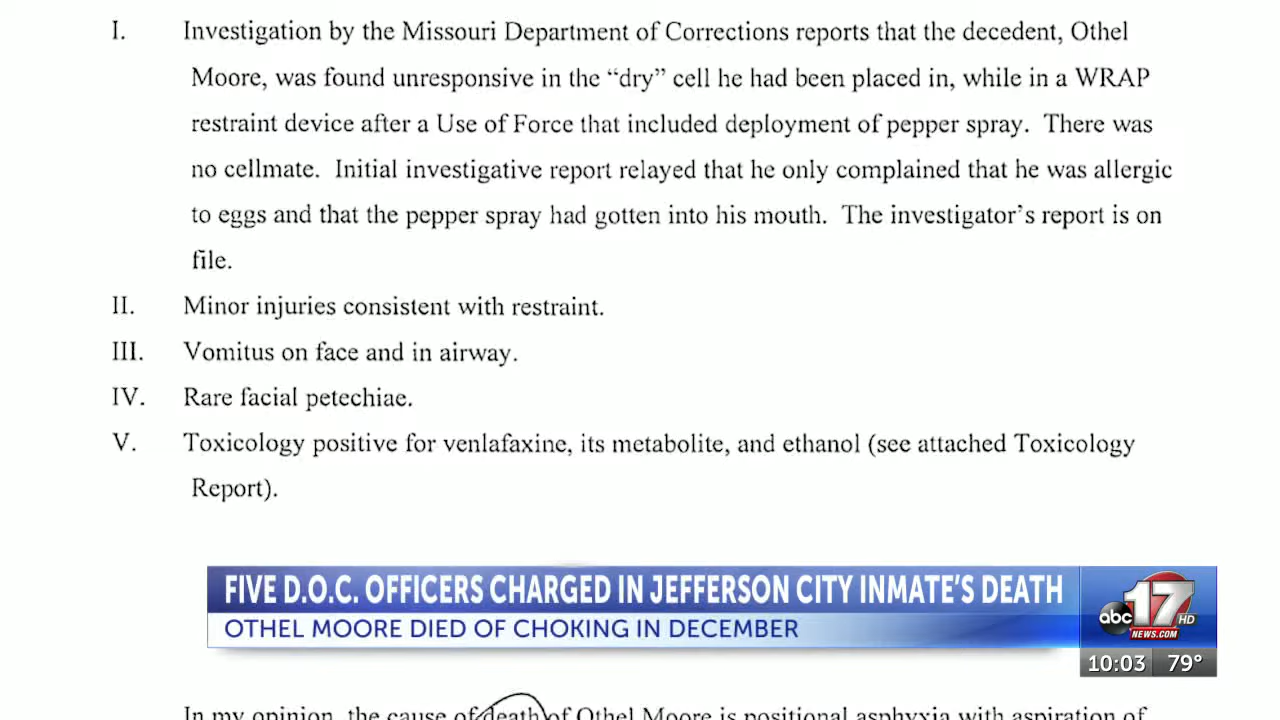 I. Investigation by the Missouri Department of Corrections reports that the decedent, Othel
Moore, was found unresponsive in the “dry” cell he had been placed in, while in a WRAP
restraint device after a Use of Force that included deployment of pepper spray. There was
no cellmate. Initial investigative report relayed that he only complained that he was allergic
to eggs and that the pepper spray had gotten into his mouth. The investigator’s report is on
file.
II. Minor injuries consistent with restraint.
III. Vomitus on face and in airway.
IV. Rare facial petechiae.
V. Toxicology positive for venlafaxine, its metabolite, and ethanol (see attached Toxicology
Report).
FIVE D.O.C. OFFICERS CHARGED IN JEFFERSON CITY INMATE’S DEATH
OTHEL MOORE DIED OF CHOKING IN DECEMBER
abc 17 HD
NEWS.COM
10:03 79°
In my opinion, the cause of death of Othel Moore is positional asphyxia with aspiration of